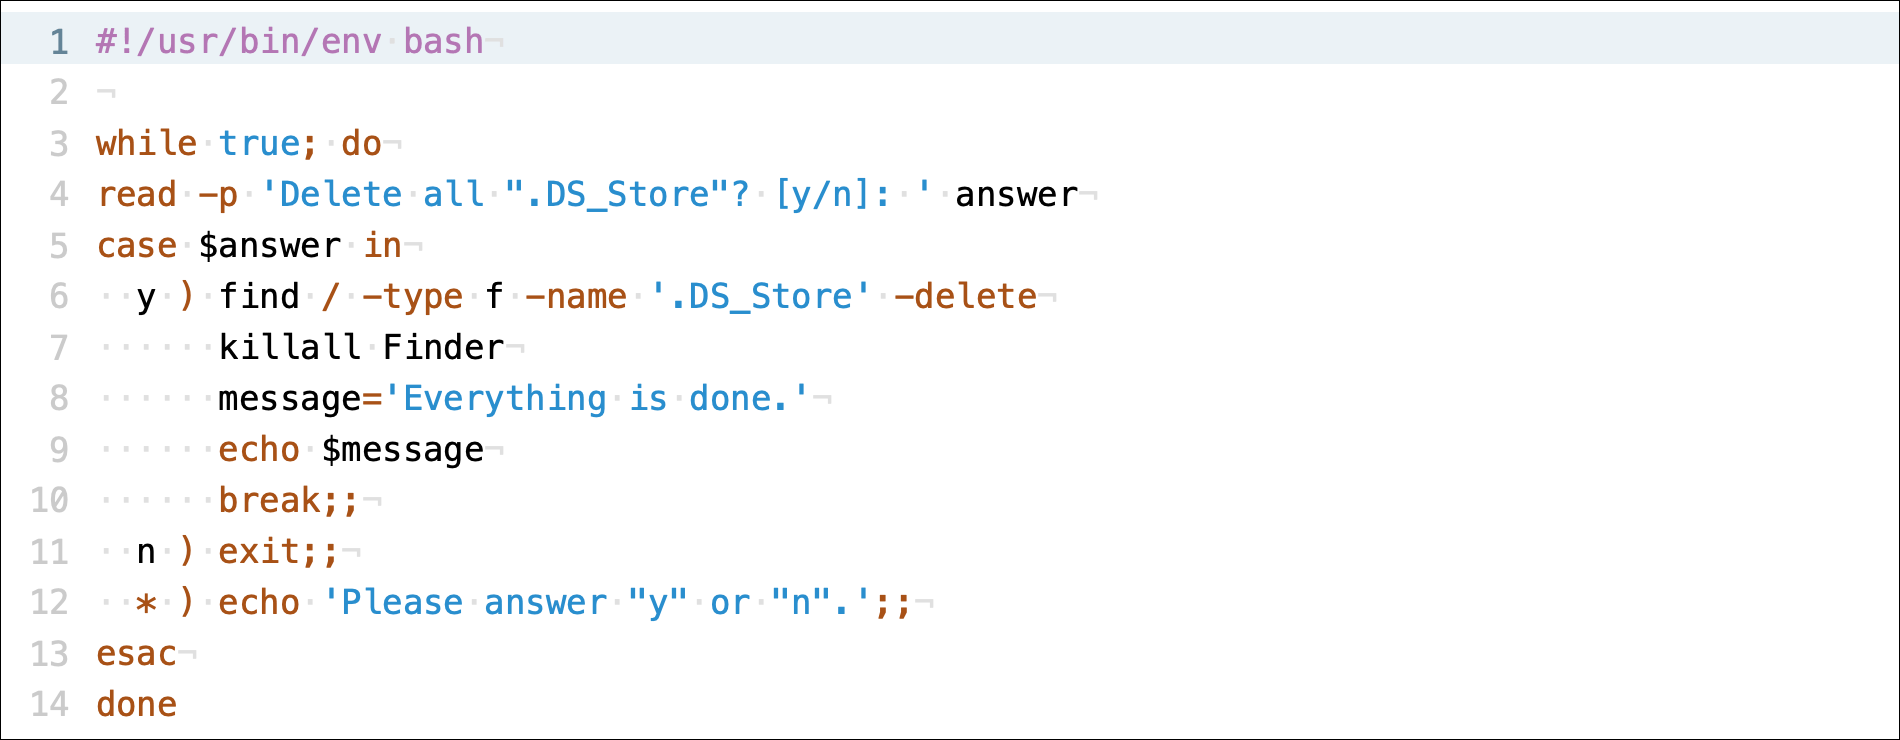 1 #!/usr/bin/env bash¬
2 ¬
3 while·true;·do¬
4 read·-p·'Delete·all·".DS_Store"?·[y/n]:·'·answer¬
5 case·$answer·in¬
6 ··y·)·find·/·-type·f·-name·'.DS_Store'·-delete¬
7 ······killall·Finder¬
8 ······message='Everything·is·done.'¬
9 ······echo·$message¬
10 ······break;;¬
11 ··n·)·exit;;¬
12 ··*·)·echo·'Please·answer·"y"·or·"n".';;¬
13 esac¬
14 done